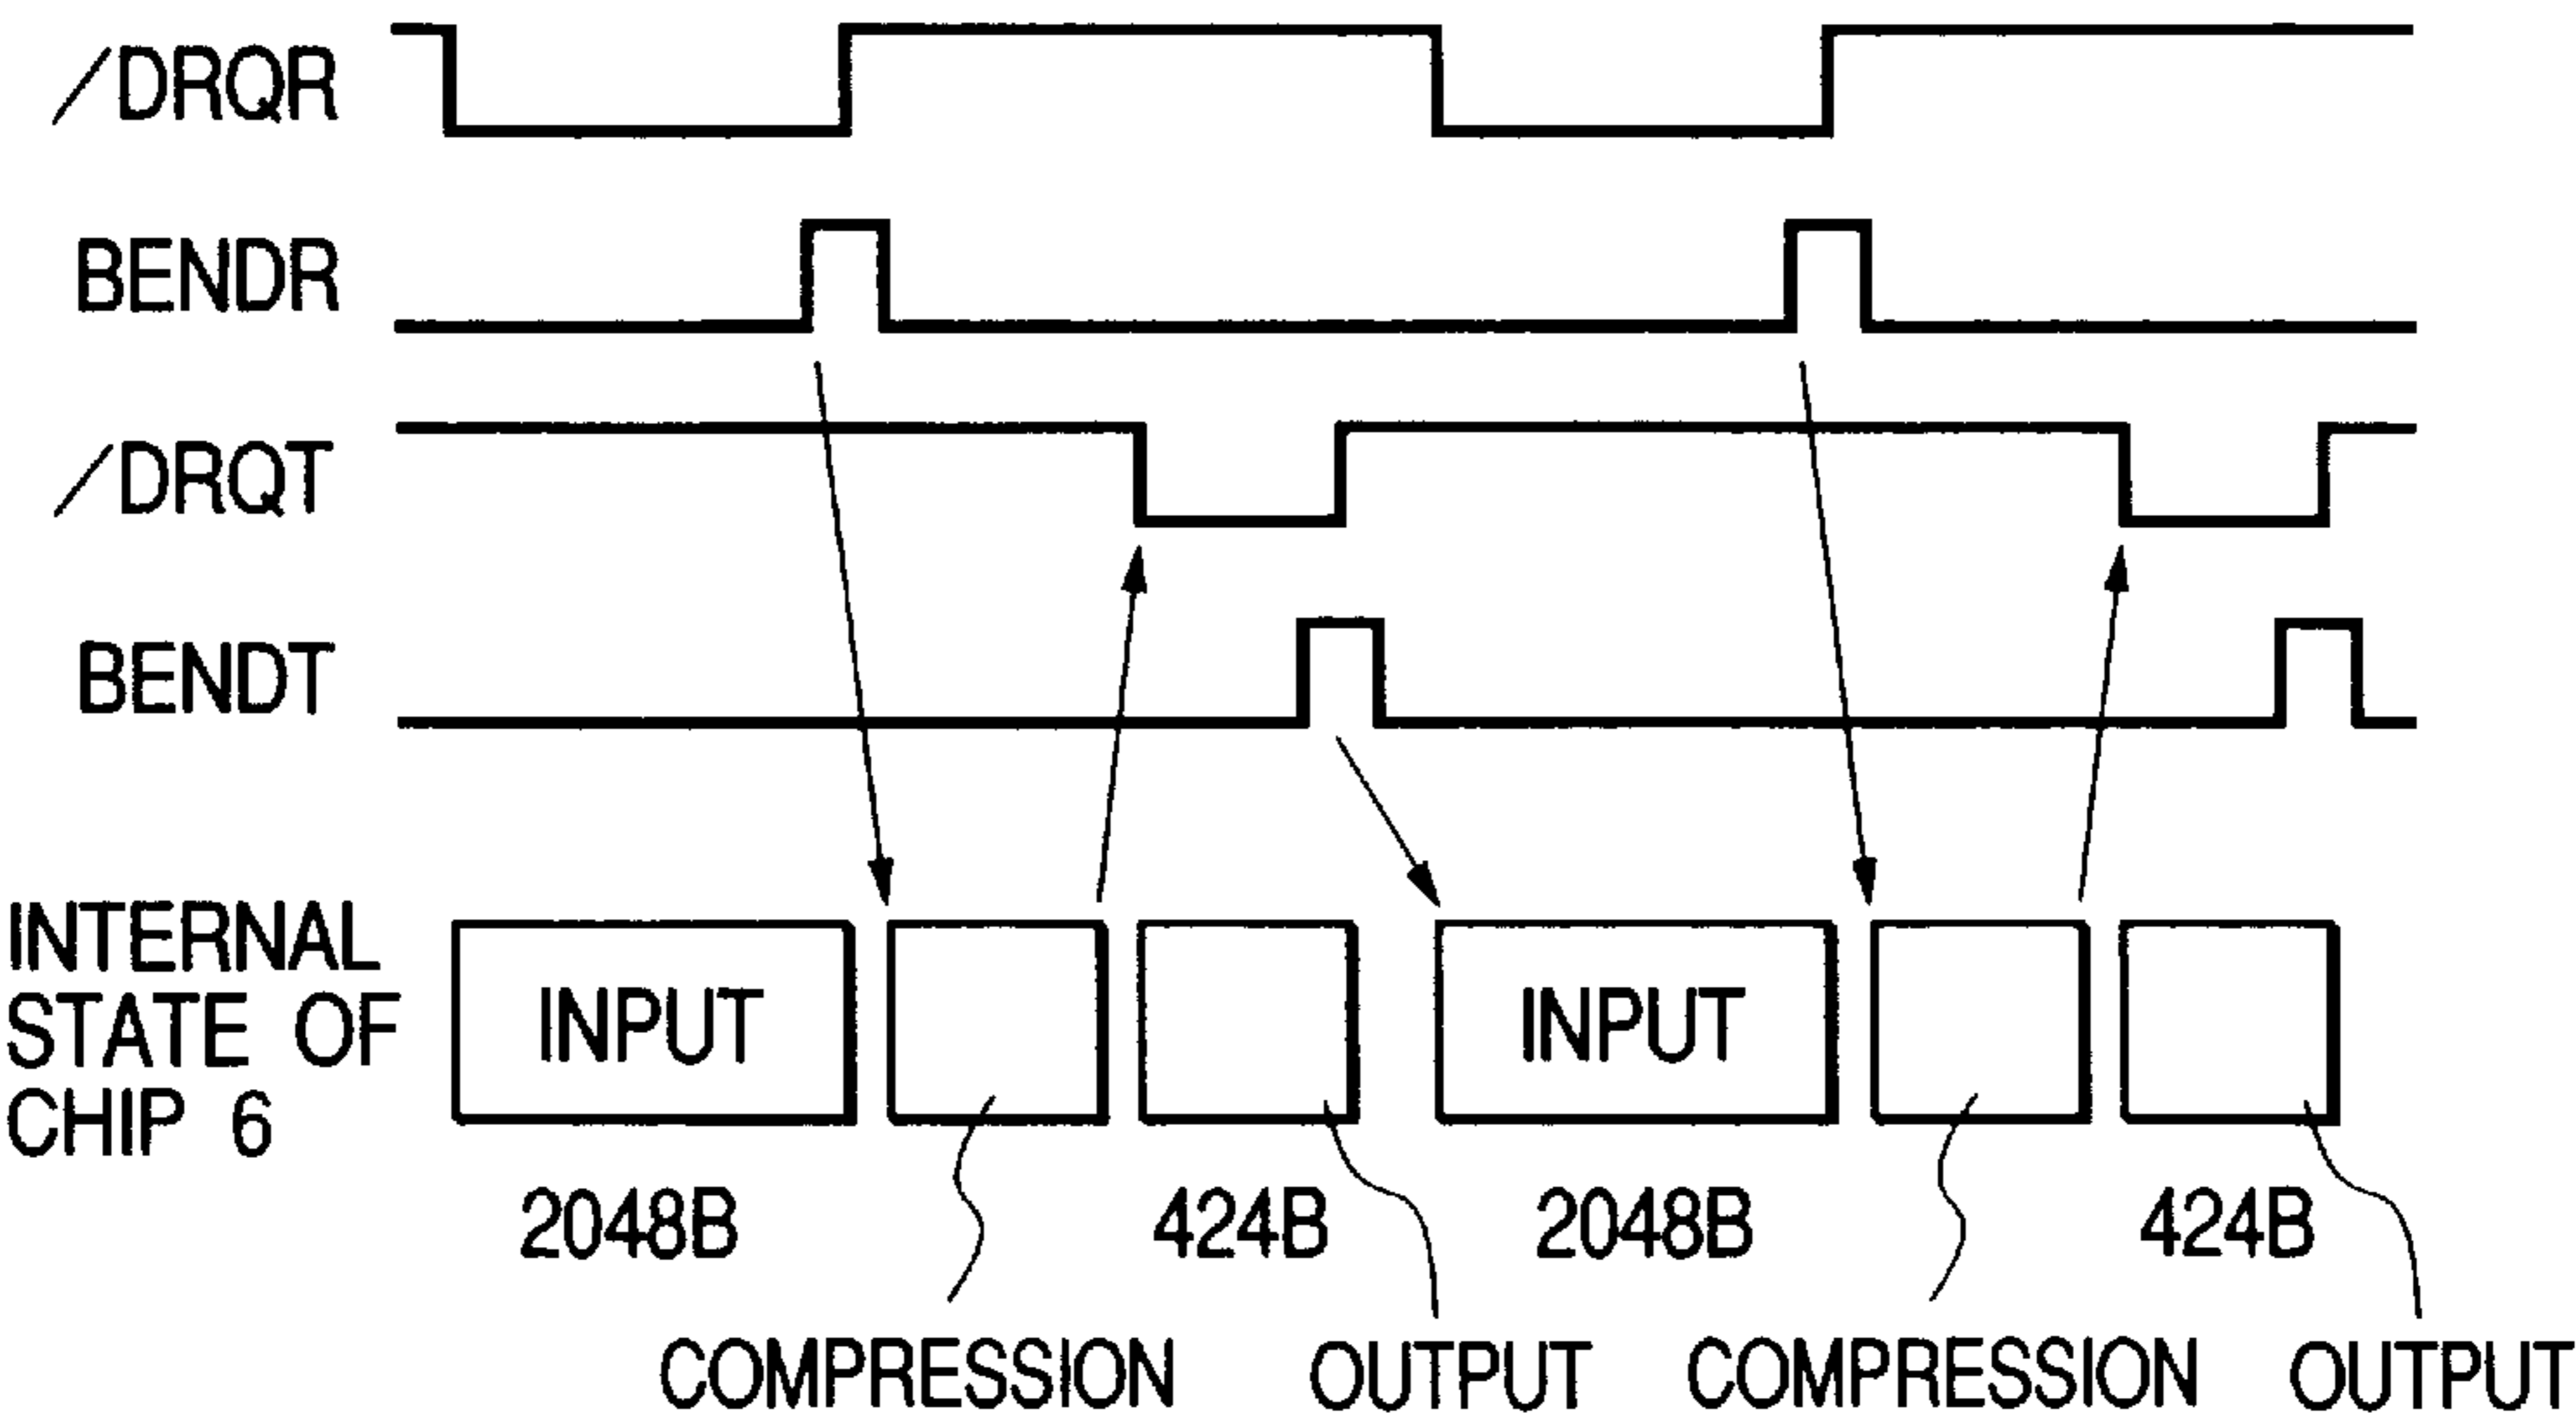 /DRQR
BENDR
/DRQT
BENDT
INTERNAL
STATE OF
CHIP 6
INPUT
INPUT
2048B
424B
2048B
424B
COMPRESSION
OUTPUT
COMPRESSION
OUTPUT